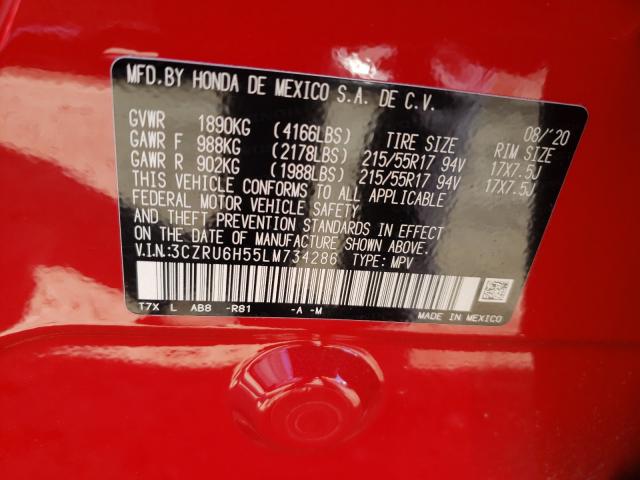 MFD. BY HONDA DE MEXICO S.A. DE C.V.
08/'20
GVWR 1890KG (4166LBS) TIRE SIZE RIM SIZE
GAWR F 988KG (2178LBS) 215/55R17 94V 17X7.5J
GAWR R 902KG (1988LBS) 215/55R17 94V 17X7.5J
THIS VEHICLE CONFORMS TO ALL APPLICABLE
FEDERAL MOTOR VEHICLE SAFETY
AND THEFT PREVENTION STANDARDS IN EFFECT
ON THE DATE OF MANUFACTURE SHOWN ABOVE.
V.I.N.:3CZRU6H55LM734286 TYPE: MPV
T7X L AB8 -R81 -A -M
MADE IN MEXICO